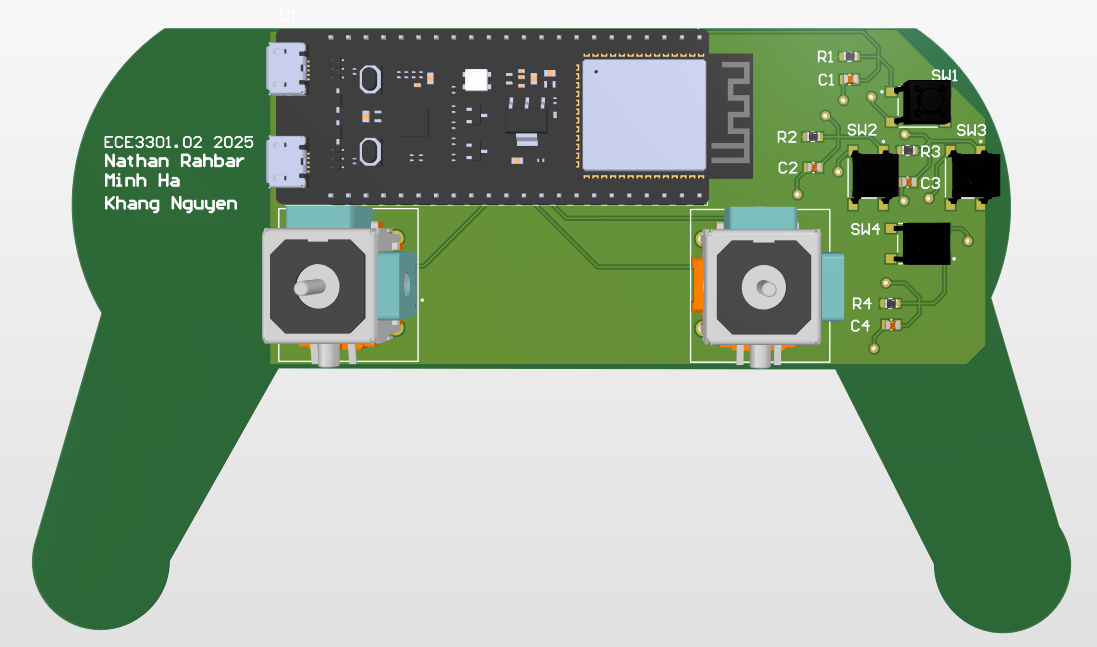 U1
ECE3301.02 2025
Nathan Rahbar
Minh Ha
Khang Nguyen
R1
C1
SW1
R2
SW2
SW3
C2
R3
C3
SW4
R4
C4